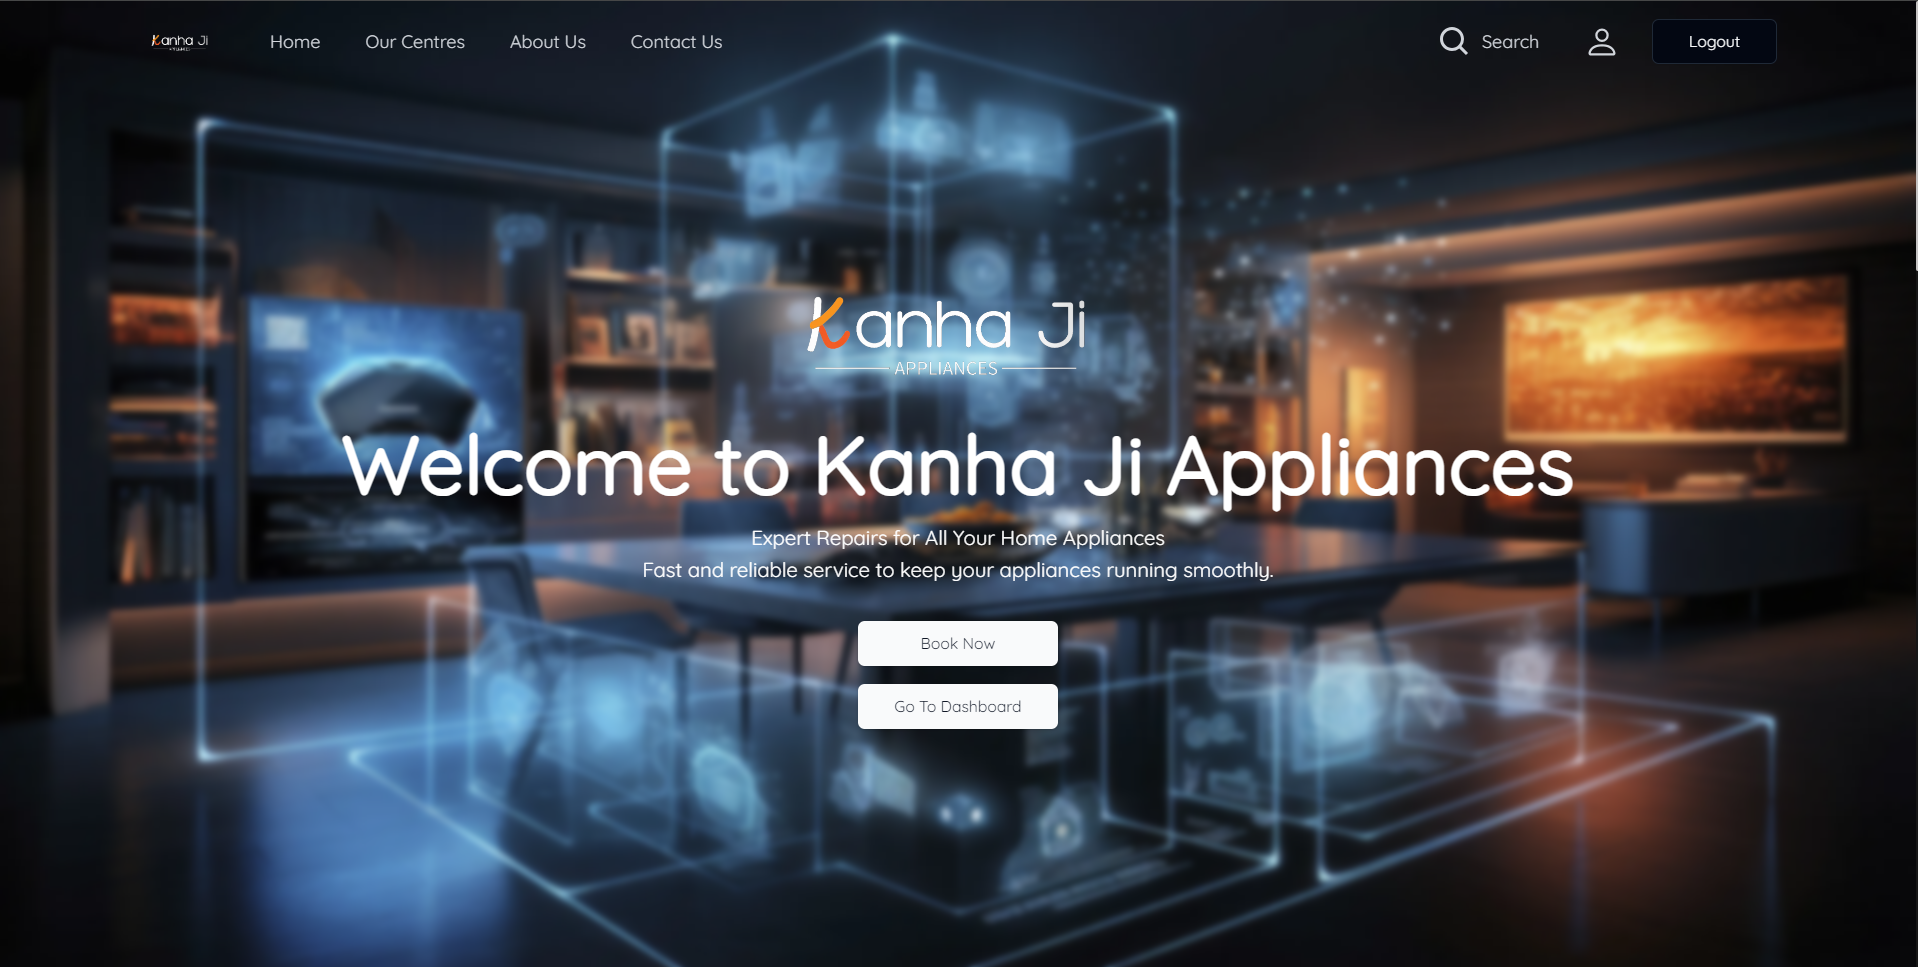 Kanha Ji
Home
Our Centres
About Us
Contact Us
Search
Logout
Kanha Ji
APPLIANCES
Welcome to Kanha Ji Appliances
Expert Repairs for All Your Home Appliances
Fast and reliable service to keep your appliances running smoothly.
Book Now
Go To Dashboard